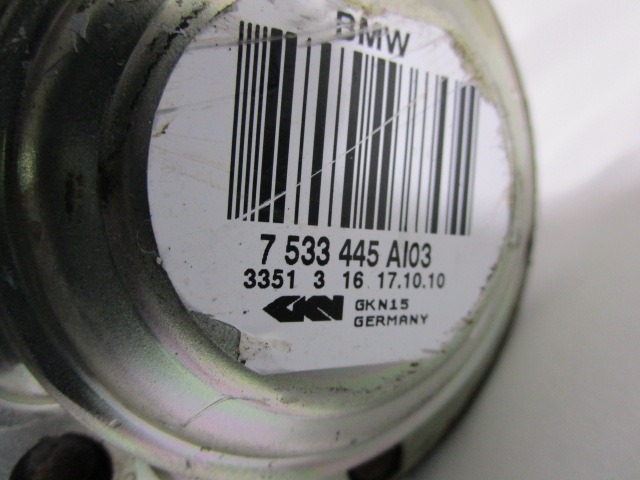 BMW
7 533 445 AI03
3351 3 16 17.10.10
GKN GKN15
GERMANY